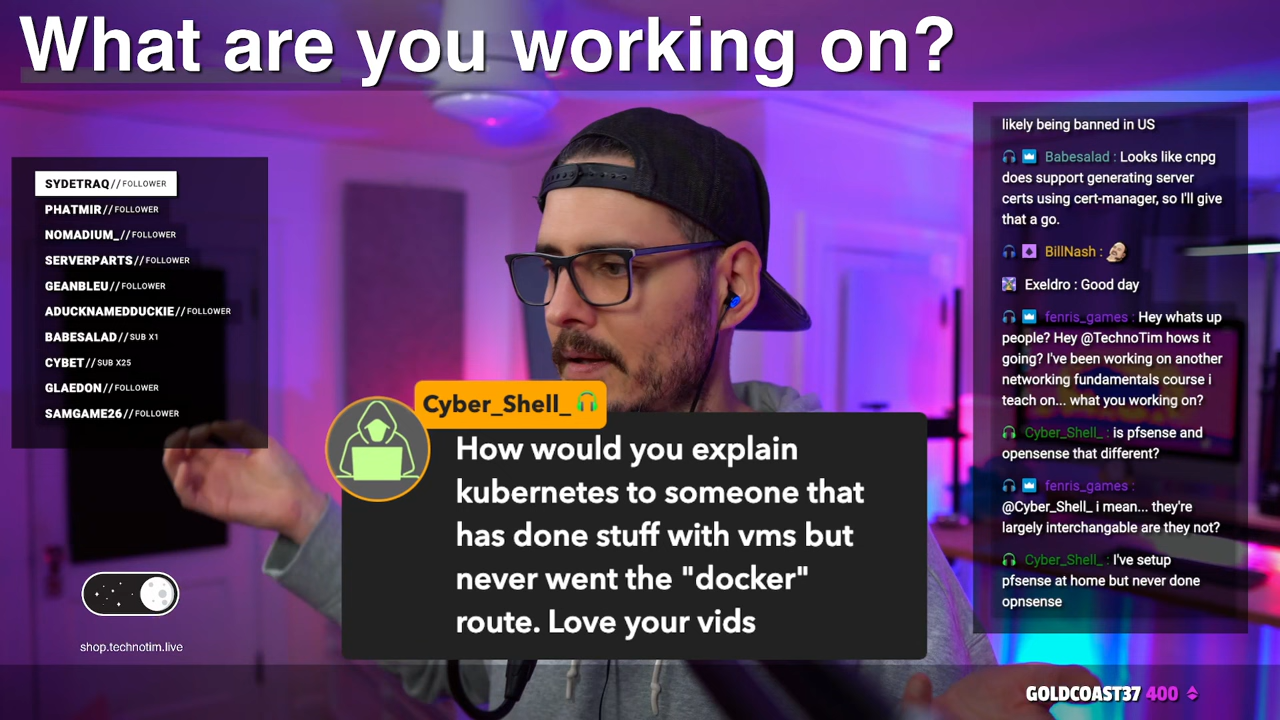 What are you working on?
SYDETRAQ//FOLLOWER
PHATMIR//FOLLOWER
NOMADIUM_//FOLLOWER
SERVERPARTS//FOLLOWER
GEANBLEU//FOLLOWER
ADUCKNAMEDDUCKIE//FOLLOWER
BABESALAD//SUB X1
CYBET//SUB X25
GLAEDON//FOLLOWER
SAMGAME26//FOLLOWER
shop.technotim.live
Cyber_Shell_
How would you explain
kubernetes to someone that
has done stuff with vms but
never went the "docker"
route. Love your vids
likely being banned in US
Babesalad : Looks like cnpg
does support generating server
certs using cert-manager, so I'll give
that a go.
BillNash :
Exeldro : Good day
fenris_games : Hey whats up
people? Hey @TechnoTim hows it
going? I've been working on another
networking fundamentals course i
teach on... what you working on?
Cyber_Shell_ : is pfsense and
opensense that different?
fenris_games :
@Cyber_Shell_ i mean... they're
largely interchangable are they not?
Cyber_Shell_ : I've setup
pfsense at home but never done
opnsense
GOLDCOAST37 400